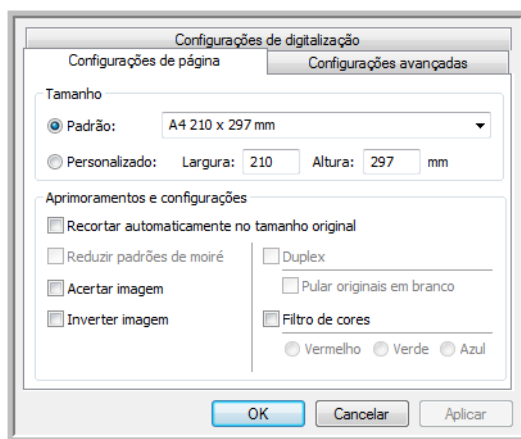 Configurações de digitalização
Configurações de página Configurações avançadas
Tamanho
Padrão: A4 210 x 297 mm
Personalizado: Largura: 210 Altura: 297 mm
Aprimoramentos e configurações
Recortar automaticamente no tamanho original
Reduzir padrões de moiré Duplex
Acertar imagem Pular originais em branco
Inverter imagem Filtro de cores
Vermelho Verde Azul
OK Cancelar Aplicar